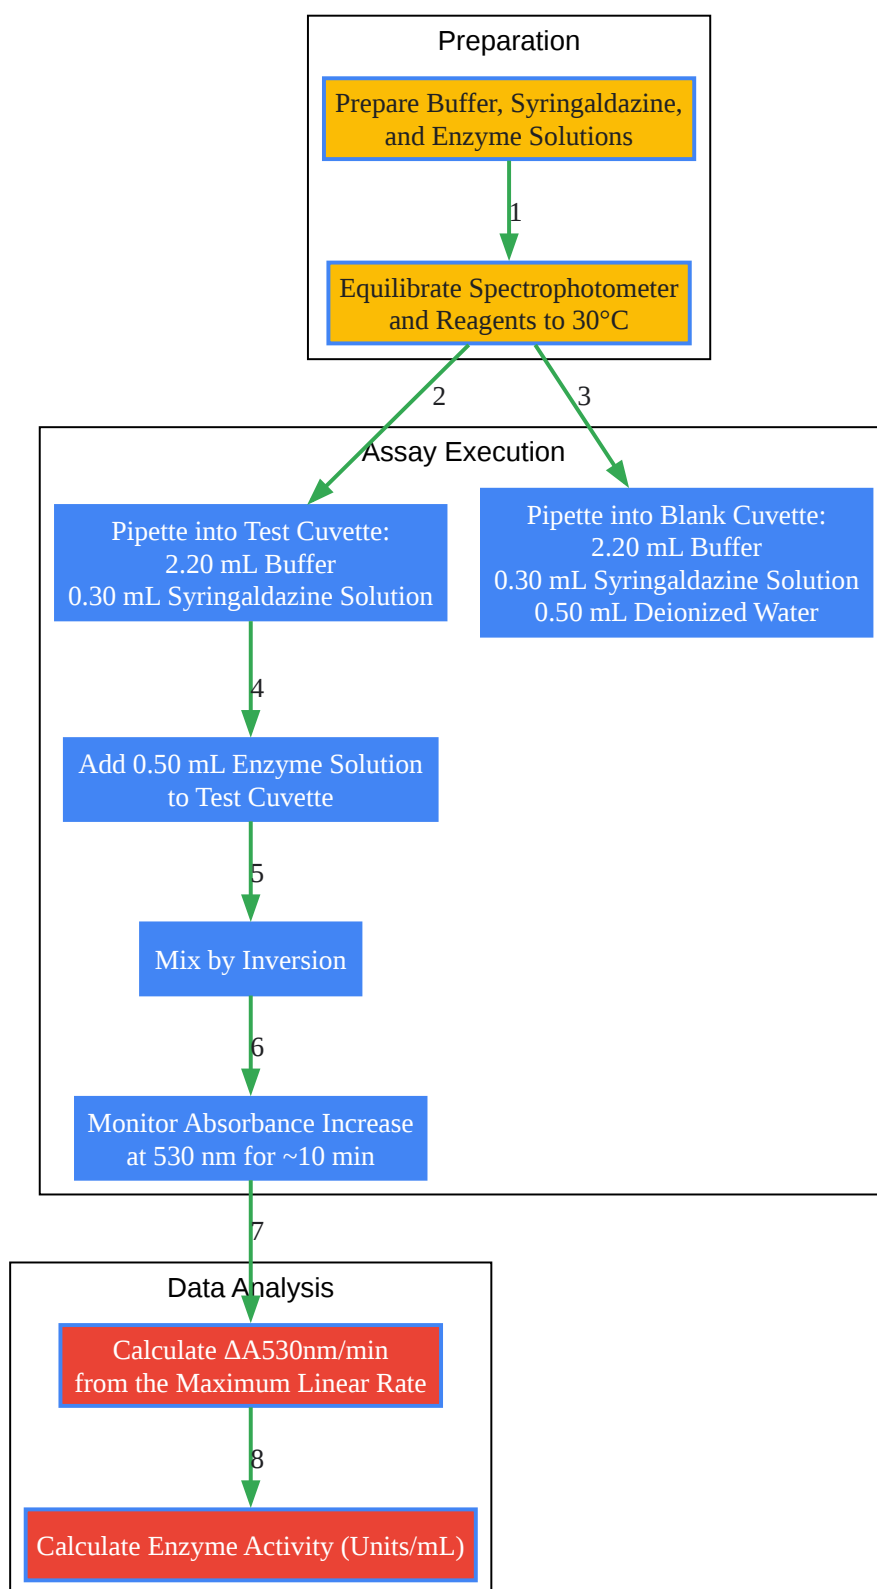 Preparation
Prepare Buffer, Syringaldazine,
and Enzyme Solutions
1
Equilibrate Spectrophotometer
and Reagents to 30°C
2
3
Assay Execution
Pipette into Test Cuvette:
2.20 mL Buffer
0.30 mL Syringaldazine Solution
Pipette into Blank Cuvette:
2.20 mL Buffer
0.30 mL Syringaldazine Solution
0.50 mL Deionized Water
4
Add 0.50 mL Enzyme Solution
to Test Cuvette
5
Mix by Inversion
6
Monitor Absorbance Increase
at 530 nm for ~10 min
7
Data Analysis
Calculate ΔA530nm/min
from the Maximum Linear Rate
8
Calculate Enzyme Activity (Units/mL)